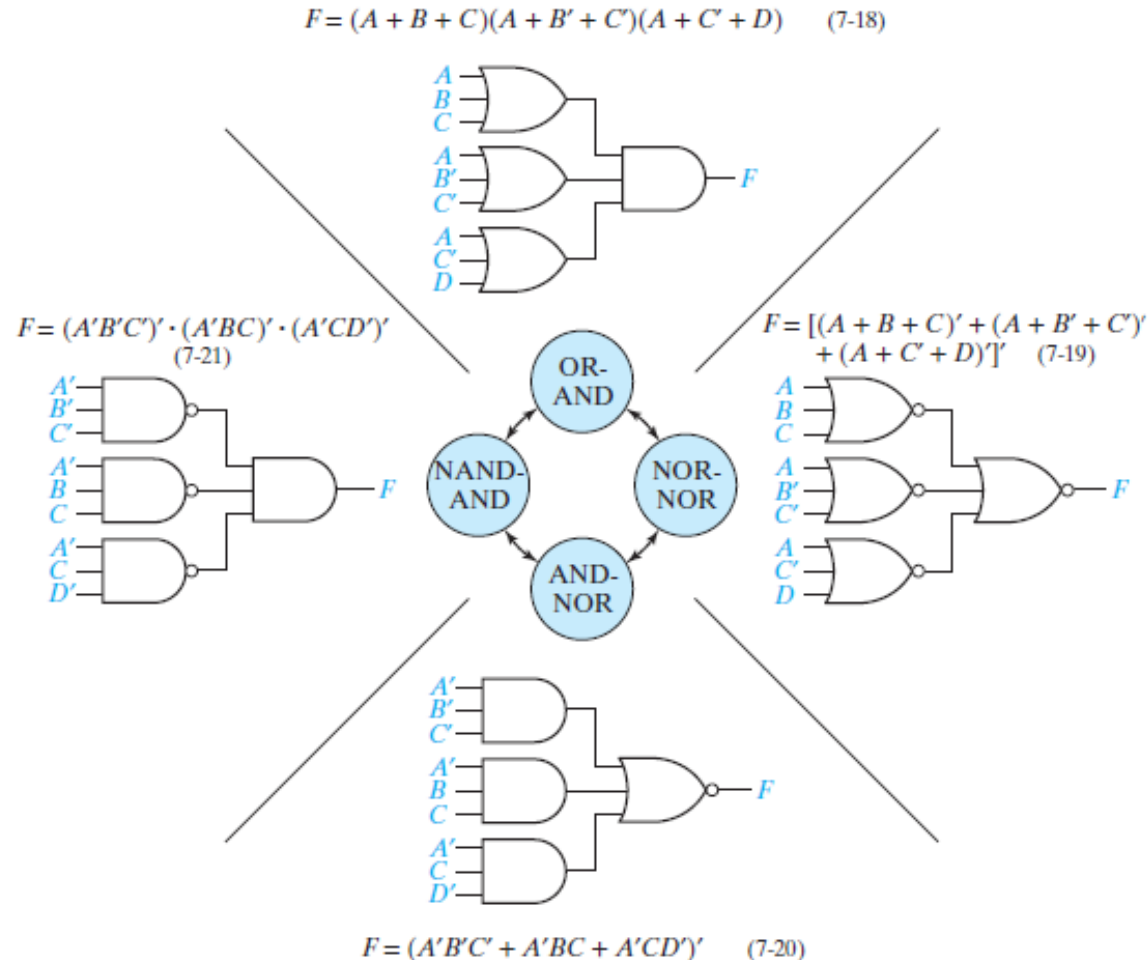 F = (A + B + C)(A + B′ + C′)(A + C′ + D) (7-18)
A
B
C
A
B′
C′
A
C′
D
F
F = (A′B′C′)′ · (A′BC)′ · (A′CD′)′
(7-21)
A′
B′
C′
A′
B
C
A′
C
D′
F
OR-
AND
NAND-
AND
NOR-
NOR
AND-
NOR
F = [(A + B + C)′ + (A + B′ + C′)′
+ (A + C′ + D)′]′ (7-19)
A
B
C
A
B′
C′
A
C′
D
F
A′
B′
C′
A′
B
C
A′
C
D′
F
F = (A′B′C′ + A′BC + A′CD′)′ (7-20)